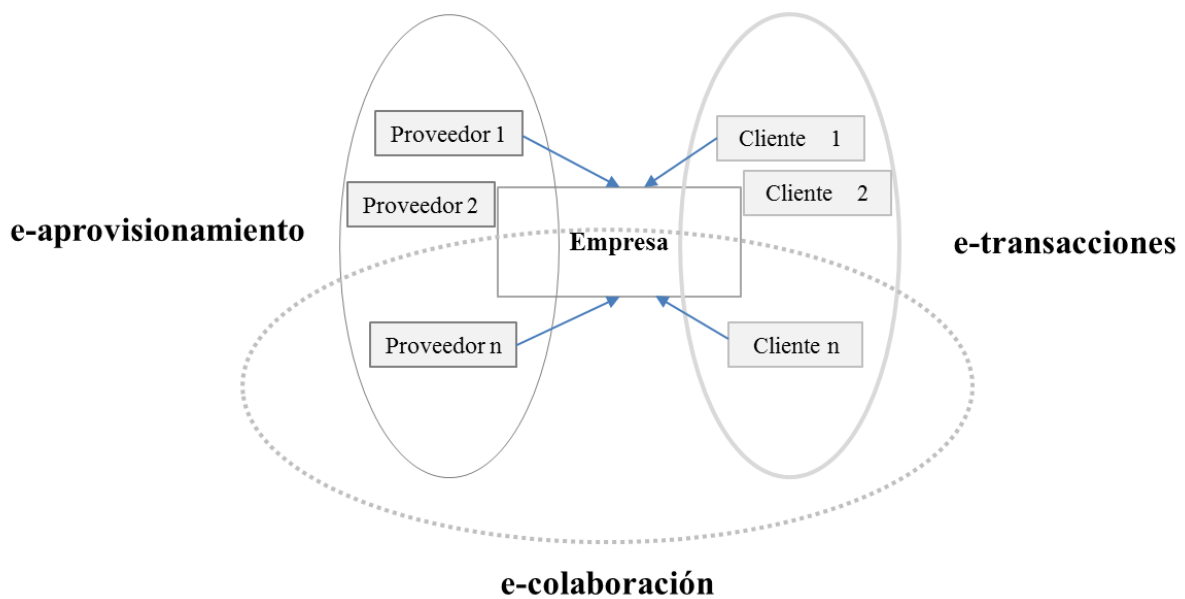 Proveedor 1
Cliente 1
Proveedor 2
Cliente 2
e-aprovisionamiento
Empresa
e-transacciones
Proveedor n
Cliente n
e-colaboración